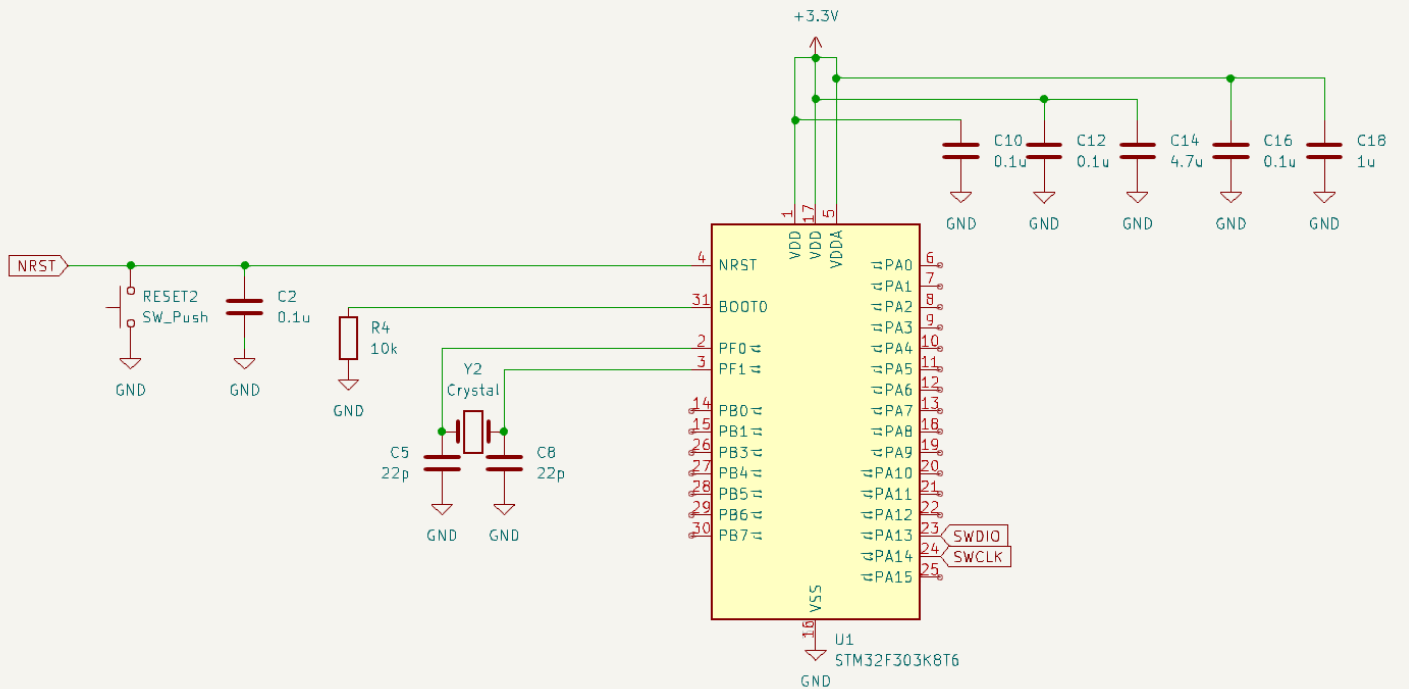 +3.3V
C10
0.1u
C12
0.1u
C14
4.7u
C16
0.1u
C18
1u
GND
GND
GND
GND
GND
1
17
5
VDD
VDD
VDDA
NRST
RESET2
SW_Push
GND
C2
0.1u
GND
R4
10k
GND
Y2
Crystal
C5
22p
GND
C8
22p
GND
4 NRST
31 BOOT0
2 PF0
3 PF1
14 PB0
15 PB1
26 PB3
27 PB4
28 PB5
29 PB6
30 PB7
PA0 6
PA1 7
PA2 8
PA3 9
PA4 10
PA5 11
PA6 12
PA7 13
PA8 18
PA9 19
PA10 20
PA11 21
PA12 22
PA13 23 SWDIO
PA14 24 SWCLK
PA15 25
VSS
16
GND
U1
STM32F303K8T6